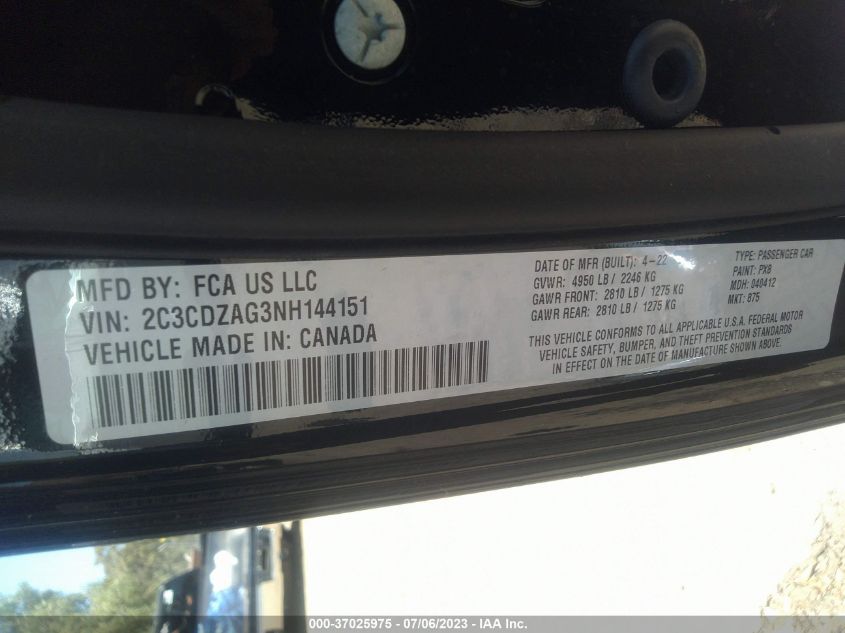 MFD BY: FCA US LLC
VIN: 2C3CDZAG3NH144151
VEHICLE MADE IN: CANADA
DATE OF MFR (BUILT): 4-22
GVWR: 4950 LB / 2246 KG
GAWR FRONT: 2810 LB / 1275 KG
GAWR REAR: 2810 LB / 1275 KG
TYPE: PASSENGER CAR
PAINT: PX8
MDH: 040412
MKT: 875
THIS VEHICLE CONFORMS TO ALL APPLICABLE U.S.A. FEDERAL MOTOR
VEHICLE SAFETY, BUMPER, AND THEFT PREVENTION STANDARDS
IN EFFECT ON THE DATE OF MANUFACTURE SHOWN ABOVE.
000-37025975 - 07/06/2023 - IAA Inc.